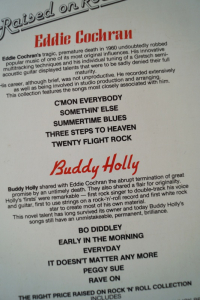 Raised on Ro
Eddie Cochran
Eddie Cochran's tragic, premature death in 1960 undoubtedly robbed
popular music of one of its most original influences. His innovative
multitracking techniques and his individual tuning of a Gretsch semi-
acoustic guitar displayed talents that were to be sadly denied their full
maturity.
His career, although brief, was not unproductive. He recorded extensively
as well as being involved in studio production and arranging.
This collection features the songs most closely associated with him.
C'MON EVERYBODY
SOMETHIN' ELSE
SUMMERTIME BLUES
THREE STEPS TO HEAVEN
TWENTY FLIGHT ROCK
Buddy Holly
Buddy Holly shared with Eddie Cochran the abrupt termination of great
promise by an untimely death. They also shared a flair for originality.
Holly's 'firsts' were remarkable — first rock singer to double-track his voice
and guitar, first to use strings on a rock-'n'-roll record and first white rock
star to create most of his own material.
This novel talent has long survived its owner and today Buddy Holly's
songs still have an unmistakeable, permanent, brilliance.
BO DIDDLEY
EARLY IN THE MORNING
EVERYDAY
IT DOESN'T MATTER ANY MORE
PEGGY SUE
RAVE ON
THE RIGHT PRICE RAISED ON ROCK 'N' ROLL COLLECTION
INCLUDES